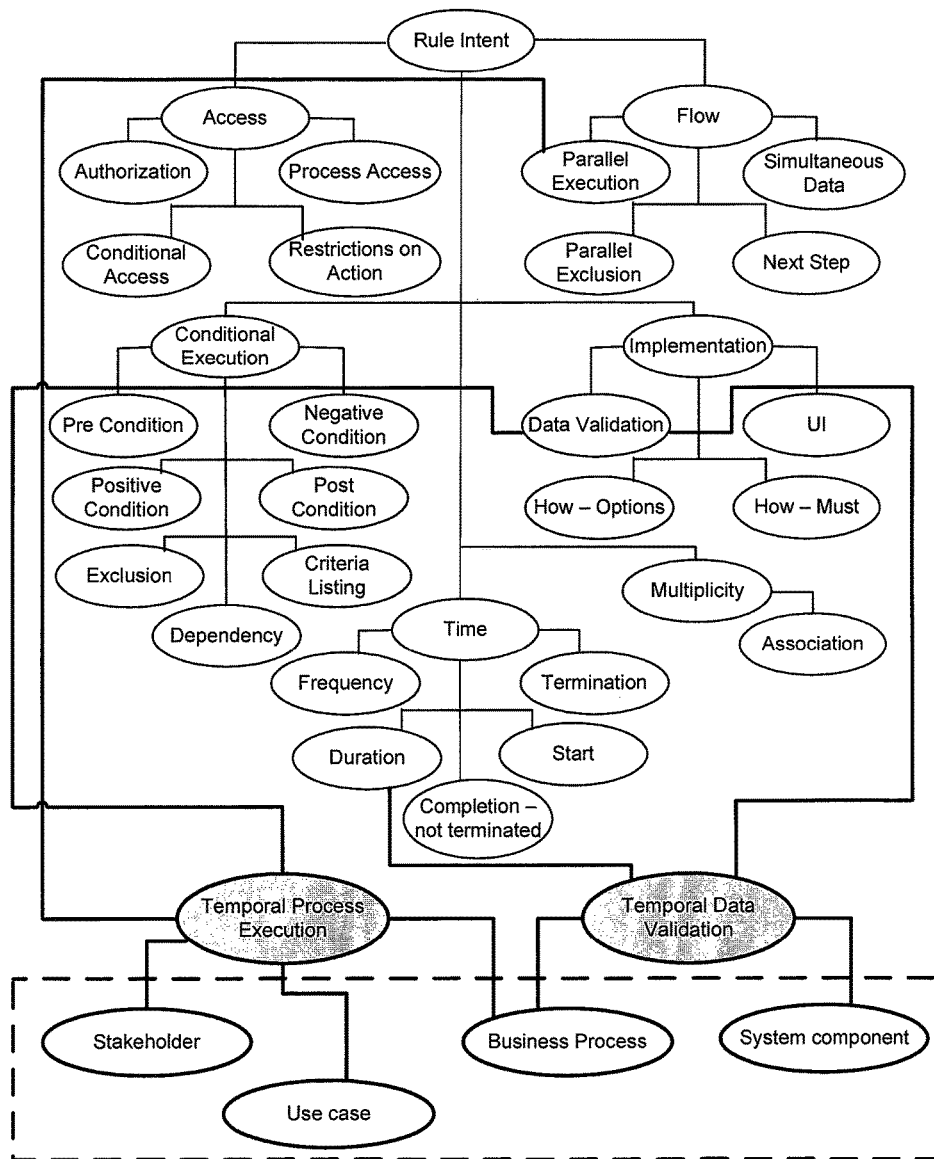 Rule Intent
Access
Flow
Authorization
Process Access
Parallel
Execution
Simultaneous
Data
Conditional
Access
Restrictions on
Action
Parallel
Exclusion
Next Step
Conditional
Execution
Implementation
Pre Condition
Negative
Condition
Data Validation
UI
Positive
Condition
Post
Condition
How – Options
How – Must
Exclusion
Criteria
Listing
Multiplicity
Dependency
Time
Association
Frequency
Termination
Duration
Start
Completion –
not terminated
Temporal Process
Execution
Temporal Data
Validation
Stakeholder
Business Process
System component
Use case